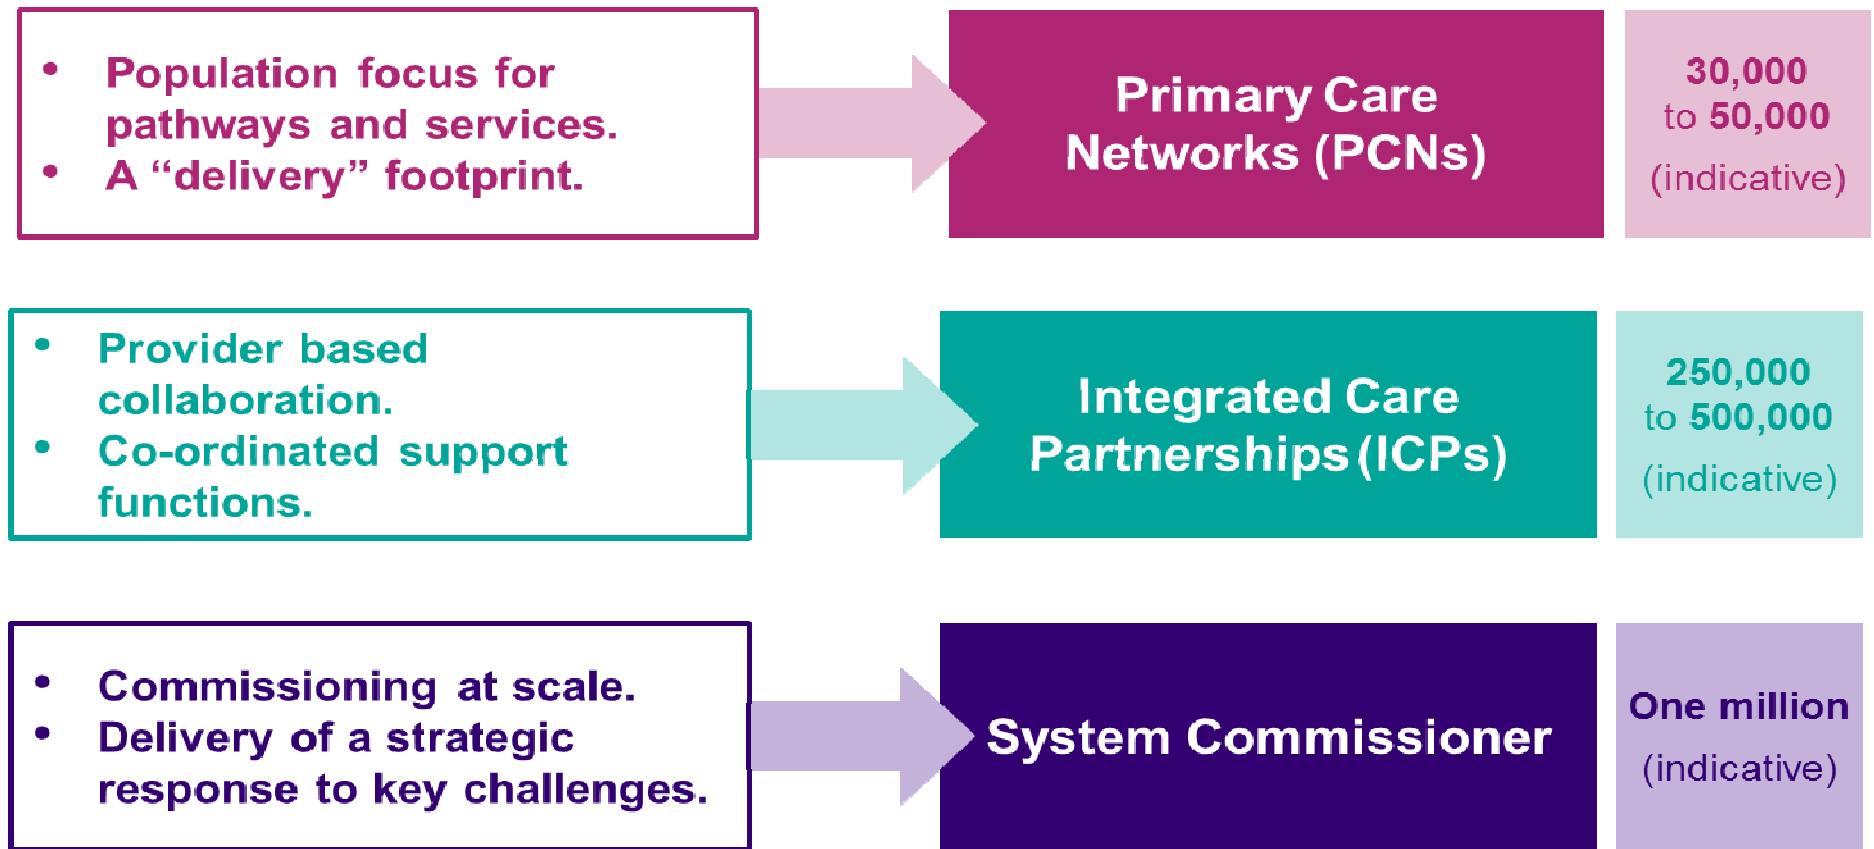 • Population focus for
pathways and services.
• A “delivery” footprint.
Primary Care
Networks (PCNs)
30,000
to 50,000
(indicative)
• Provider based
collaboration.
• Co-ordinated support
functions.
Integrated Care
Partnerships (ICPs)
250,000
to 500,000
(indicative)
• Commissioning at scale.
• Delivery of a strategic
response to key challenges.
System Commissioner
One million
(indicative)